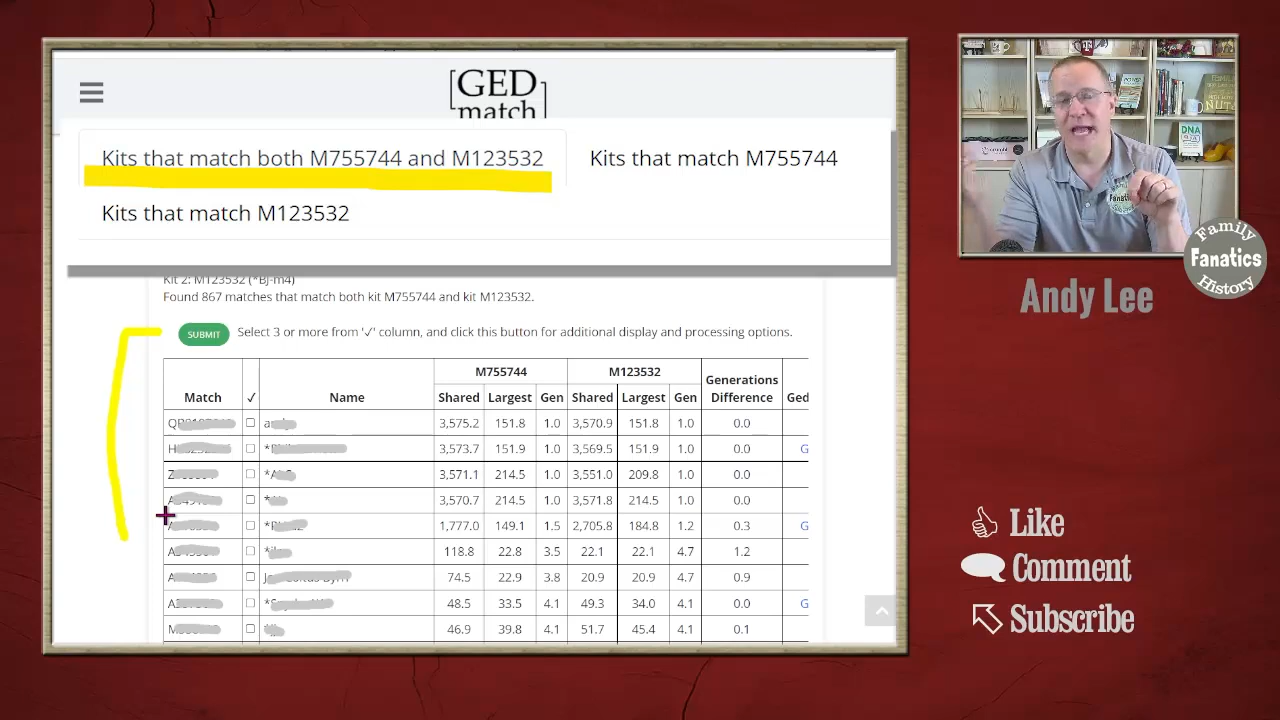 [GED
match]
Kits that match both M755744 and M123532
Kits that match M755744
Kits that match M123532
Kit 2: M123532 (*BJ-m4)
Found 867 matches that match both kit M755744 and kit M123532.
SUBMIT Select 3 or more from '✓' column, and click this button for additional display and processing options.
M755744 M123532 Generations
Match ✓ Name Shared Largest Gen Shared Largest Gen Difference Ged
3,575.2 151.8 1.0 3,570.9 151.8 1.0 0.0
3,573.7 151.9 1.0 3,569.5 151.9 1.0 0.0 G
3,571.1 214.5 1.0 3,551.0 209.8 1.0 0.0
3,570.7 214.5 1.0 3,571.8 214.5 1.0 0.0
1,777.0 149.1 1.5 2,705.8 184.8 1.2 0.3 G
118.8 22.8 3.5 22.1 22.1 4.7 1.2
74.5 22.9 3.8 20.9 20.9 4.7 0.9
48.5 33.5 4.1 49.3 34.0 4.1 0.0 G
46.9 39.8 4.1 51.7 45.4 4.1 0.1
Family
Fanatics
History
Andy Lee
Like
Comment
Subscribe
DNA
NUTS
Fanatics